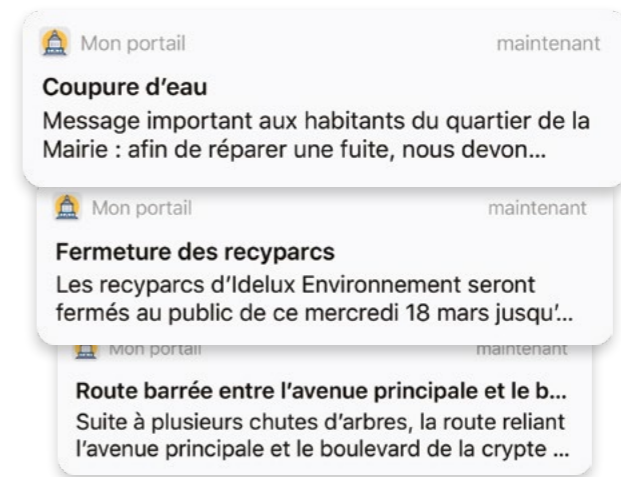 Mon portail maintenant
Coupure d’eau
Message important aux habitants du quartier de la
Mairie : afin de réparer une fuite, nous devon...
Mon portail maintenant
Fermeture des recyparcs
Les recyparcs d’Idelux Environnement seront
fermés au public de ce mercredi 18 mars jusqu’...
Mon portail maintenant
Route barrée entre l’avenue principale et le b...
Suite à plusieurs chutes d’arbres, la route reliant
l’avenue principale et le boulevard de la crypte ...